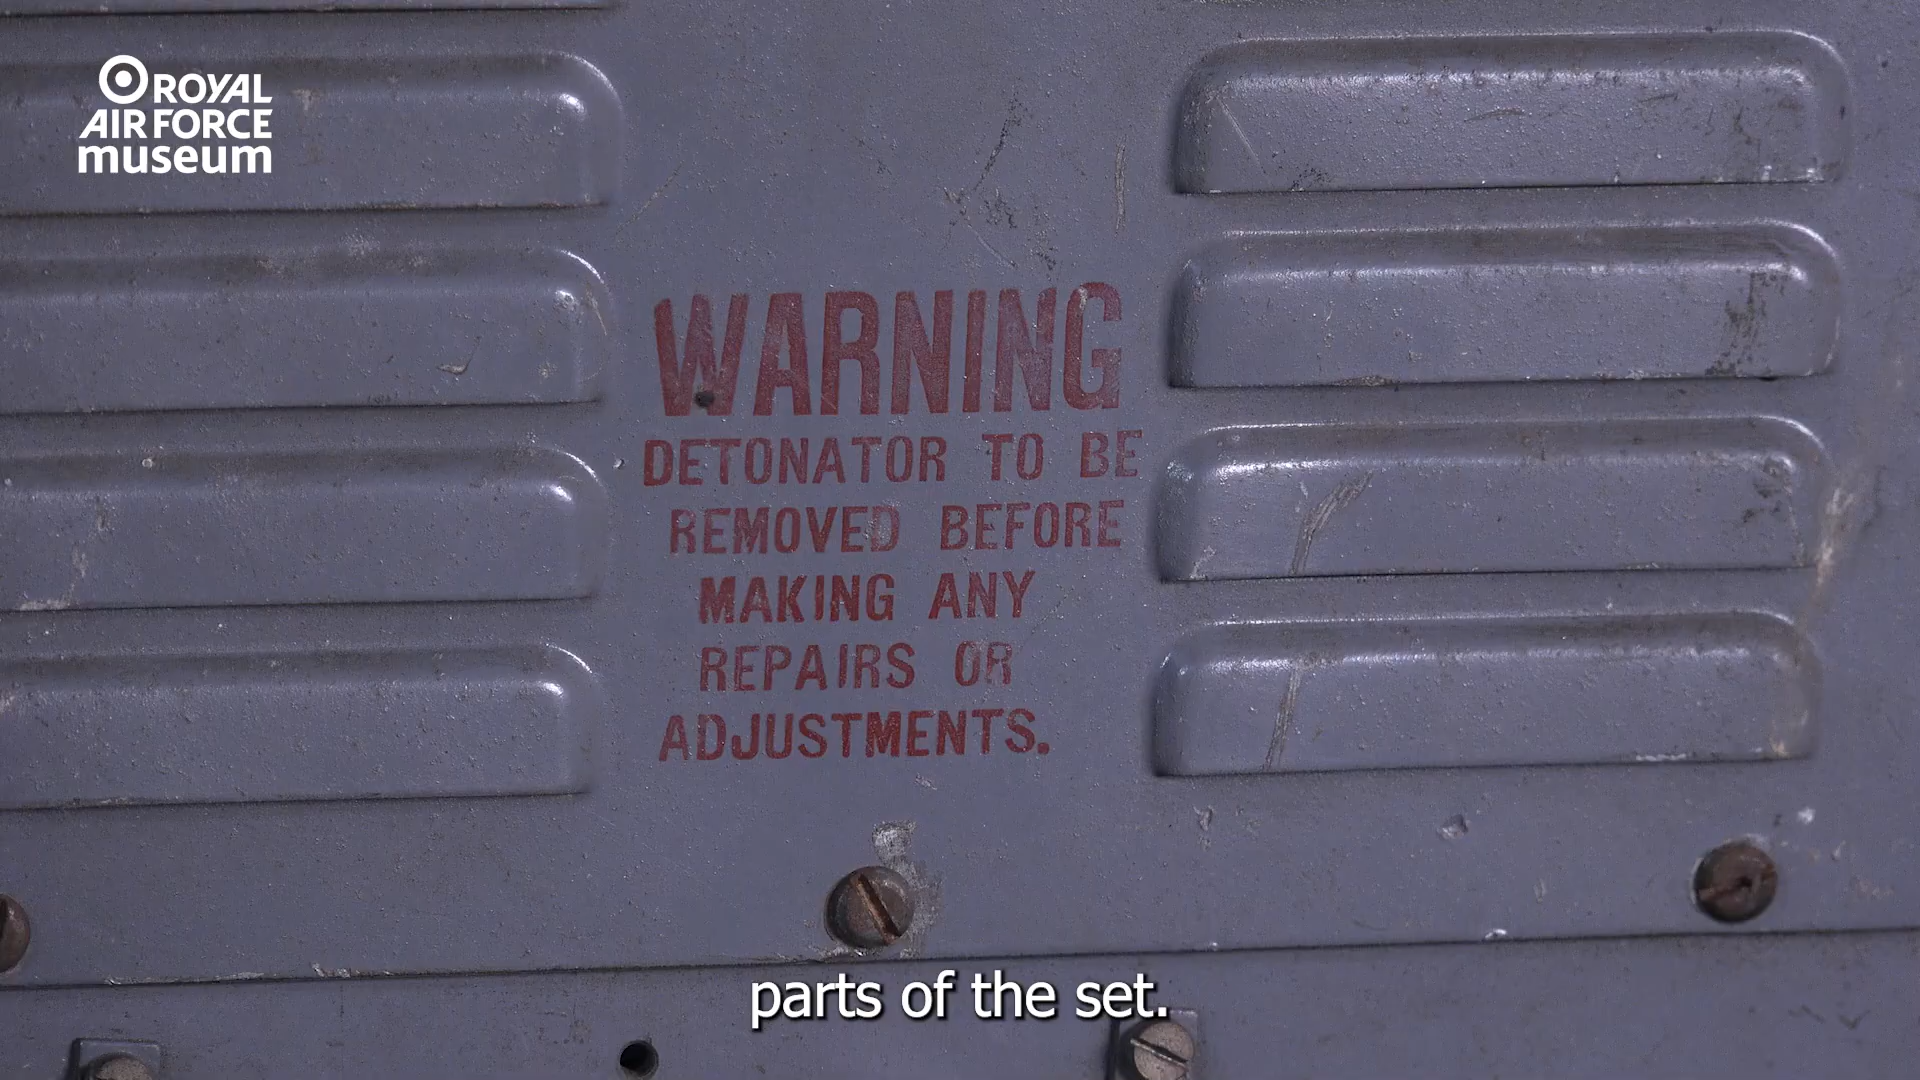 ROYAL
AIR FORCE
museum
WARNING
DETONATOR TO BE
REMOVED BEFORE
MAKING ANY
REPAIRS OR
ADJUSTMENTS.
parts of the set.